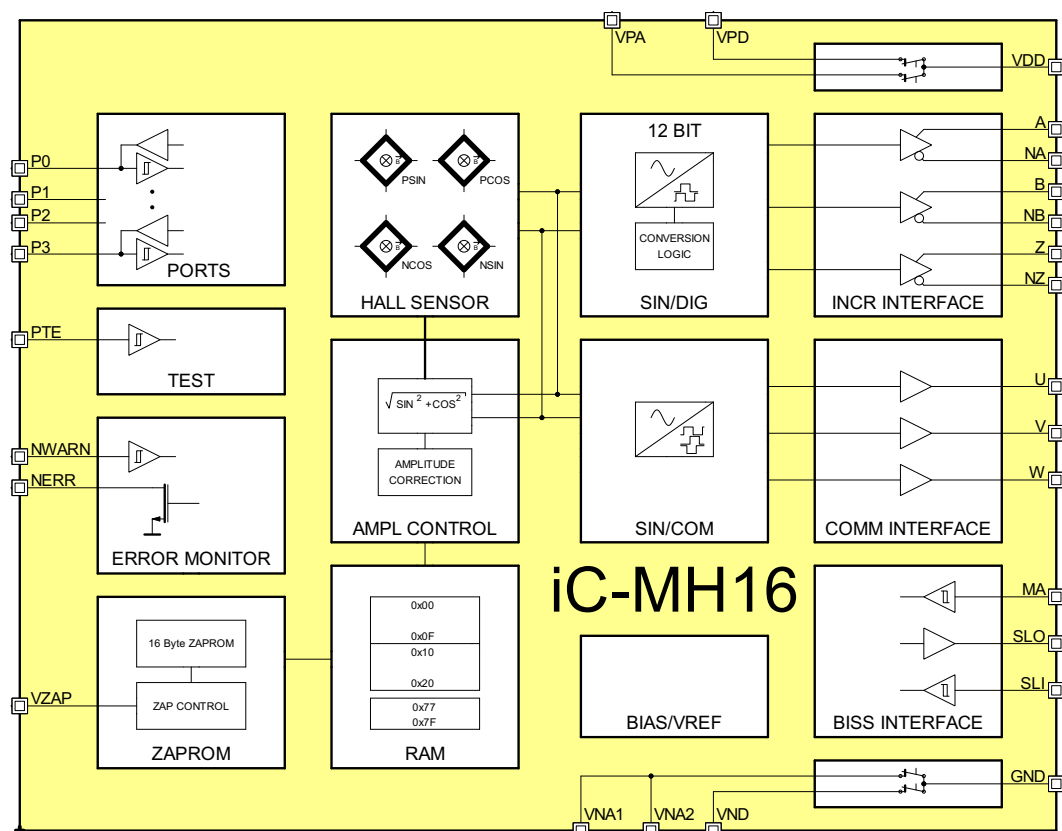 VPA
VPD
VDD
P0
P1
P2
P3
PORTS
PSIN
PCOS
NCOS
NSIN
B
B
B
B
HALL SENSOR
12 BIT
CONVERSION
LOGIC
SIN/DIG
A
NA
B
NB
Z
NZ
INCR INTERFACE
PTE
TEST
√SIN² +COS²
AMPLITUDE
CORRECTION
AMPL CONTROL
SIN/COM
U
V
W
COMM INTERFACE
NWARN
NERR
ERROR MONITOR
iC-MH16
16 Byte ZAPROM
ZAP CONTROL
VZAP
ZAPROM
0x00
0x0F
0x10
0x20
0x77
0x7F
RAM
BIAS/VREF
MA
SLO
SLI
BISS INTERFACE
GND
VNA1
VNA2
VND